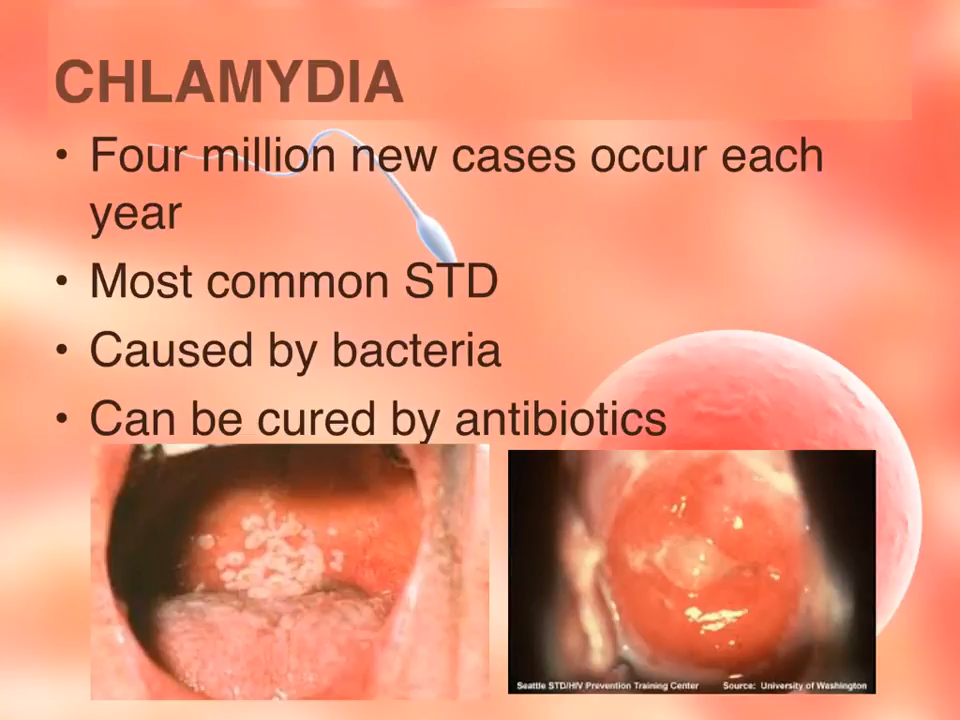 CHLAMYDIA
• Four million new cases occur each
year
• Most common STD
• Caused by bacteria
• Can be cured by antibiotics
Seattle STD/HIV Prevention Training Center Source: University of Washington